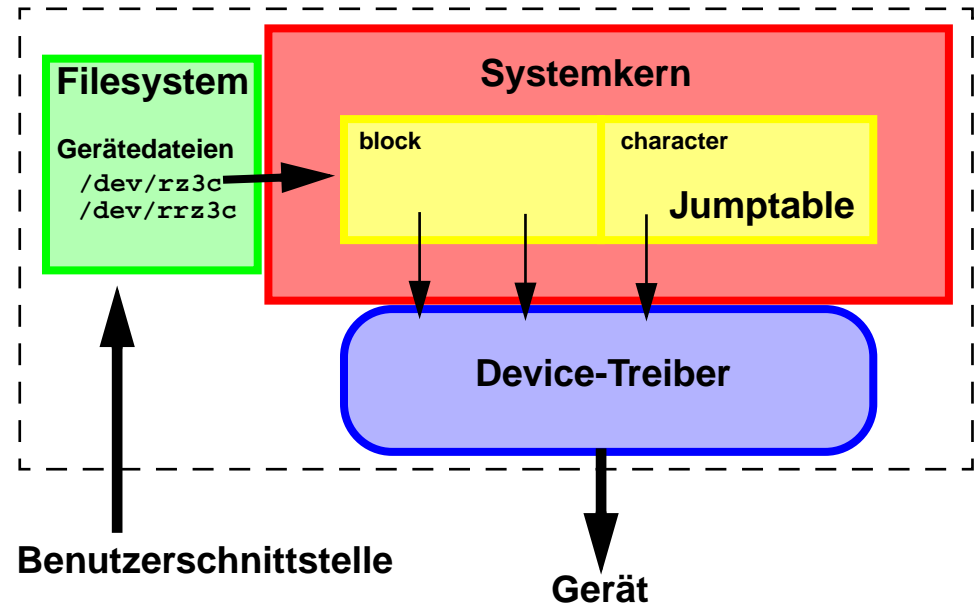 Filesystem
Gerätedateien
/dev/rz3c
/dev/rrz3c
Systemkern
block
character
Jumptable
Device-Treiber
Benutzerschnittstelle
Gerät